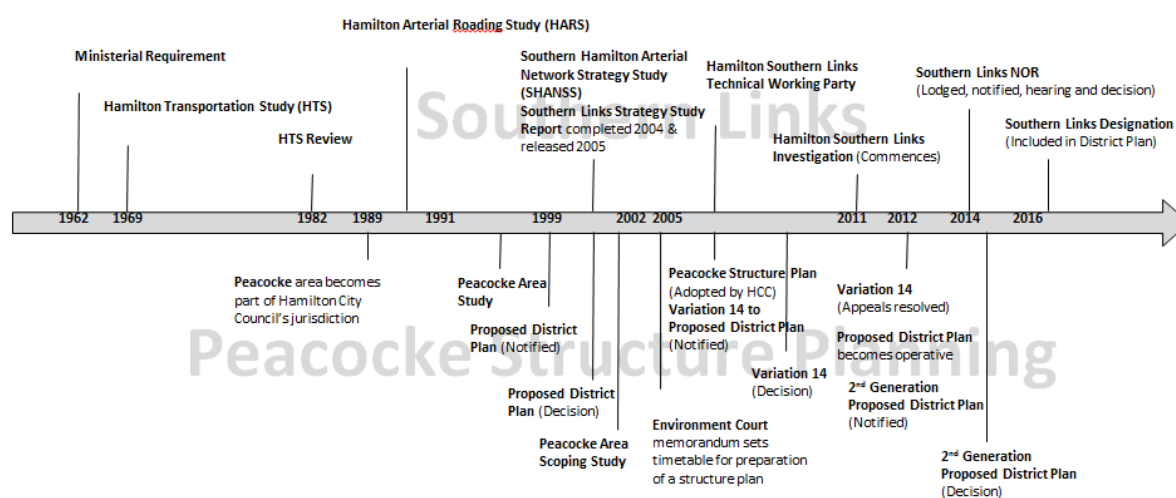 Hamilton Arterial Roading Study (HARS)
Ministerial Requirement
Hamilton Transportation Study (HTS)
HTS Review
Southern Hamilton Arterial
Network Strategy Study
(SHANSS)
Southern Links Strategy Study
Report completed 2004 &
released 2005
Hamilton Southern Links
Technical Working Party
Hamilton Southern Links
Investigation (Commences)
Southern Links NOR
(Lodged, notified, hearing and decision)
Southern Links Designation
(Included in District Plan)
Southern Links
1962 1969 1982 1989 1991 1999 2002 2005 2011 2012 2014 2016
Peacocke Structure Planning
Peacocke area becomes
part of Hamilton City
Council's jurisdiction
Peacocke Area
Study
Proposed District
Plan (Notified)
Proposed District
Plan (Decision)
Peacocke Area
Scoping Study
Environment Court
memorandum sets
timetable for preparation
of a structure plan
Peacocke Structure Plan
(Adopted by HCC)
Variation 14 to
Proposed District Plan
(Notified)
Variation 14
(Decision)
Variation 14
(Appeals resolved)
Proposed District Plan
becomes operative
2nd Generation
Proposed District Plan
(Notified)
2nd Generation
Proposed District Plan
(Decision)